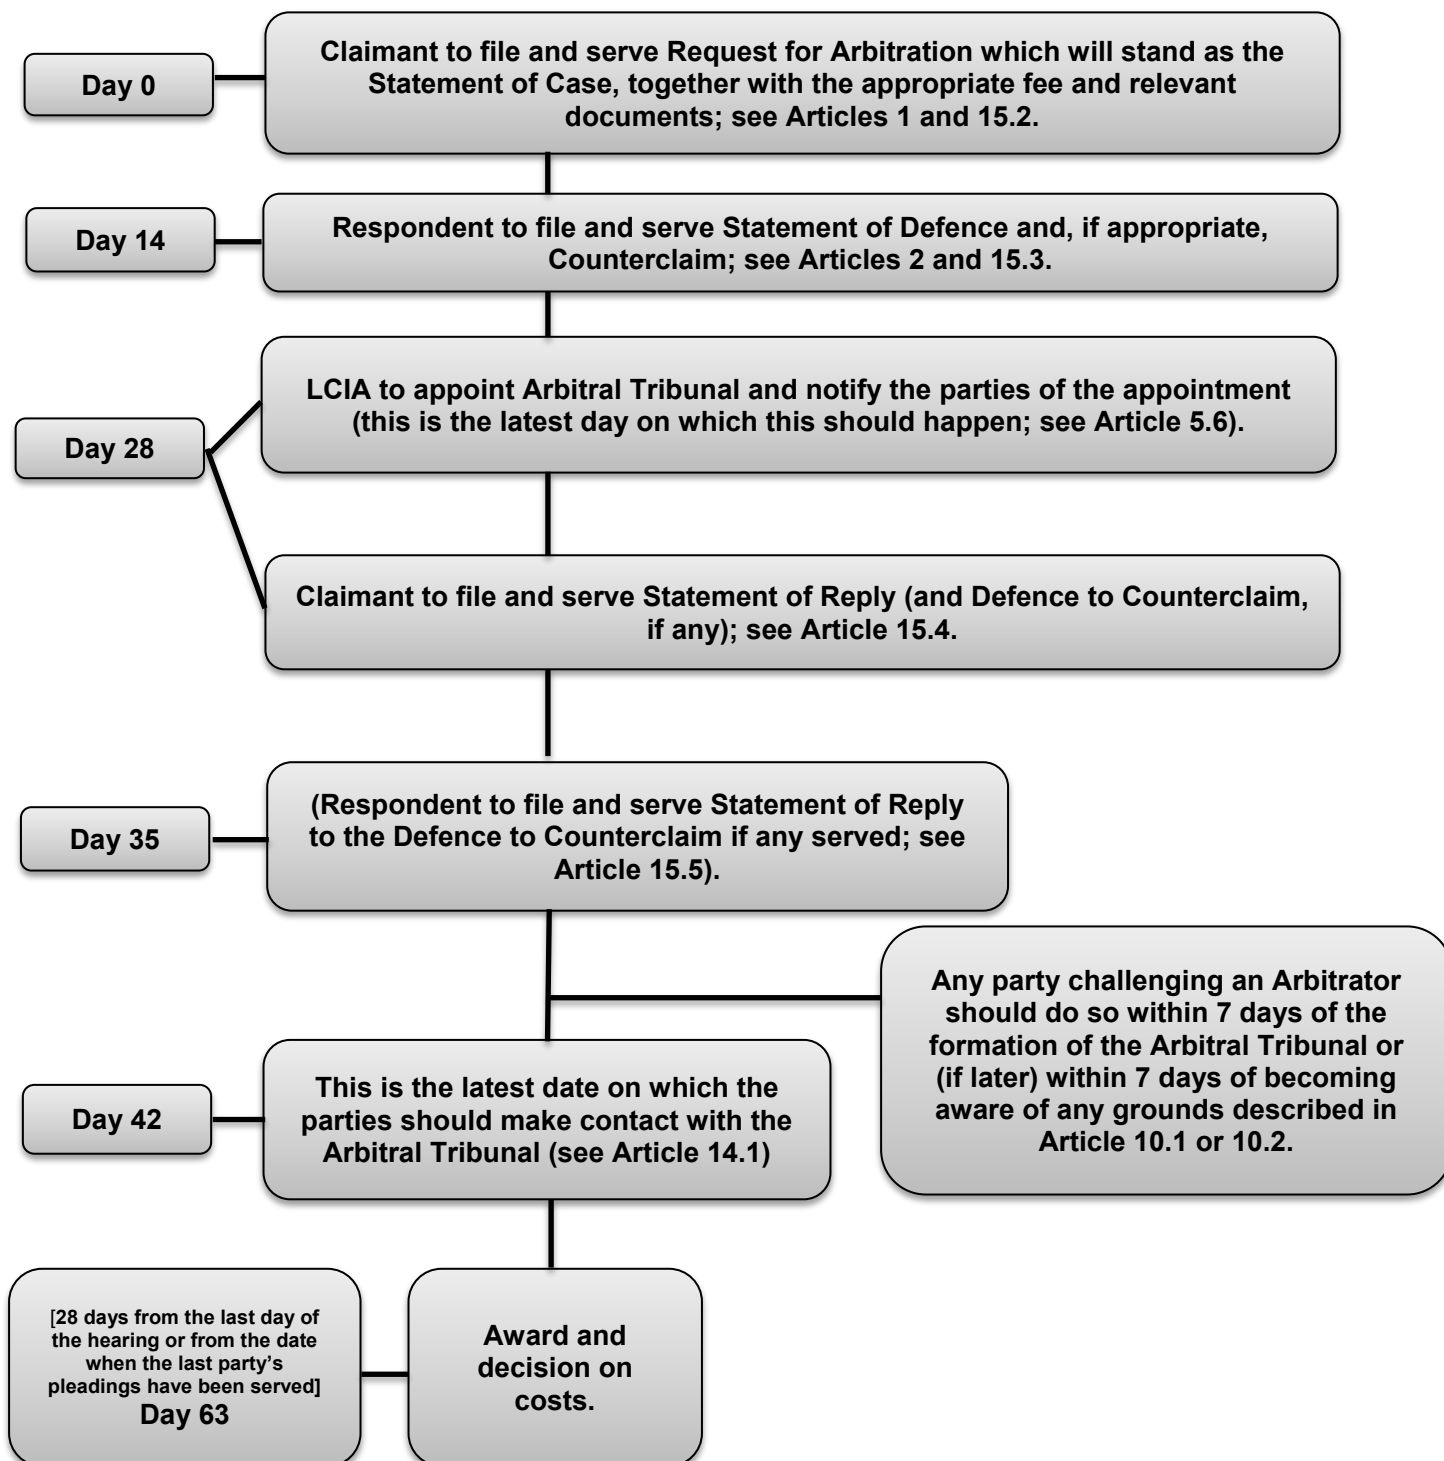 Day 0
Claimant to file and serve Request for Arbitration which will stand as the
Statement of Case, together with the appropriate fee and relevant
documents; see Articles 1 and 15.2.
Day 14
Respondent to file and serve Statement of Defence and, if appropriate,
Counterclaim; see Articles 2 and 15.3.
Day 28
LCIA to appoint Arbitral Tribunal and notify the parties of the appointment
(this is the latest day on which this should happen; see Article 5.6).
Claimant to file and serve Statement of Reply (and Defence to Counterclaim,
if any); see Article 15.4.
Day 35
(Respondent to file and serve Statement of Reply
to the Defence to Counterclaim if any served; see
Article 15.5).
Any party challenging an Arbitrator
should do so within 7 days of the
formation of the Arbitral Tribunal or
(if later) within 7 days of becoming
aware of any grounds described in
Article 10.1 or 10.2.
Day 42
This is the latest date on which the
parties should make contact with the
Arbitral Tribunal (see Article 14.1)
[28 days from the last day of
the hearing or from the date
when the last party’s
pleadings have been served]
Day 63
Award and
decision on
costs.